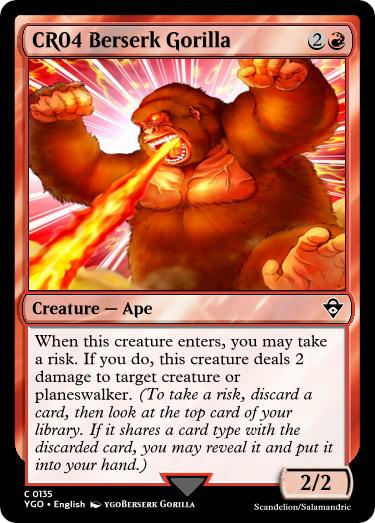 CR04 Berserk Gorilla 2
Creature — Ape
When this creature enters, you may take
a risk. If you do, this creature deals 2
damage to target creature or
planeswalker. (To take a risk, discard a
card, then look at the top card of your
library. If it shares a card type with the
discarded card, you may reveal it and put it
into your hand.)
2/2
C 0135
YGO • English ygoBerserk Gorilla
Scandelion/Salamandric